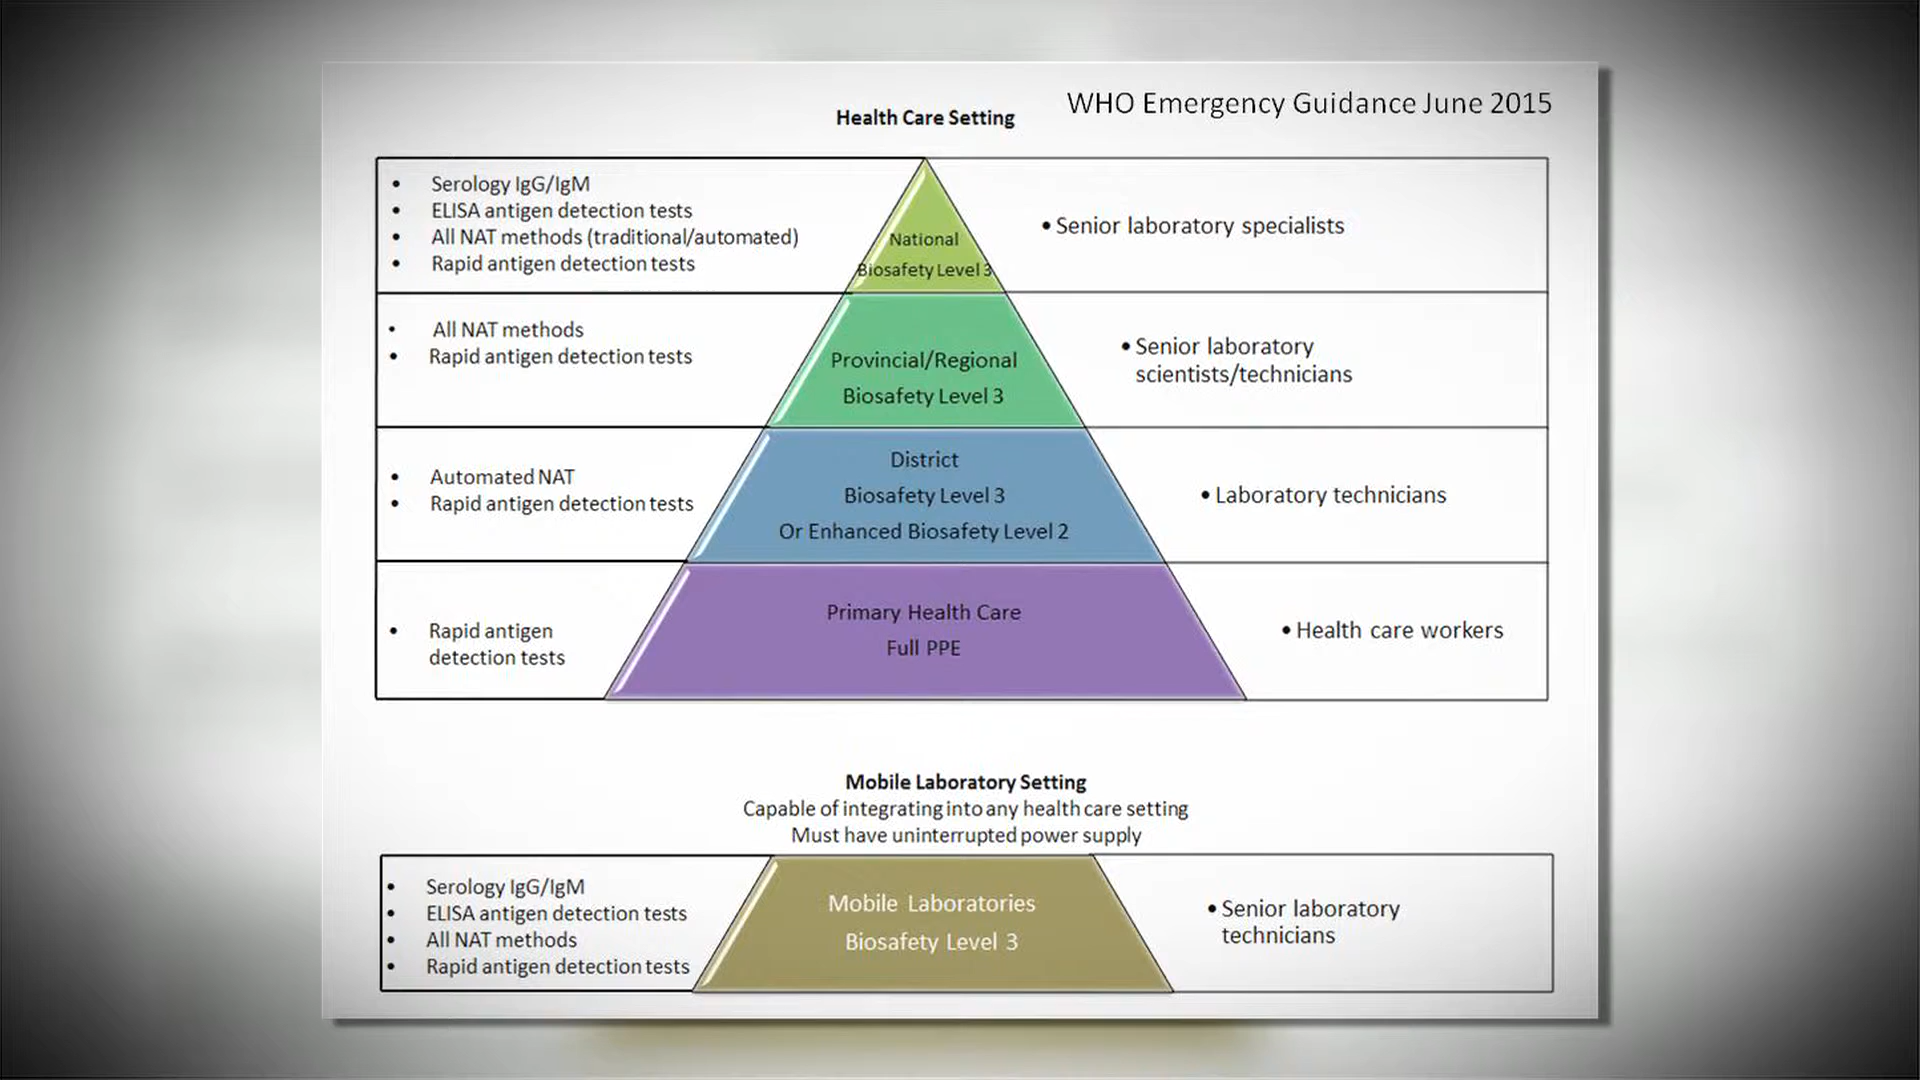 WHO Emergency Guidance June 2015
Health Care Setting
• Serology IgG/IgM
• ELISA antigen detection tests
• All NAT methods (traditional/automated)
• Rapid antigen detection tests
National
Biosafety Level 3
• Senior laboratory specialists
• All NAT methods
• Rapid antigen detection tests
Provincial/Regional
Biosafety Level 3
• Senior laboratory
scientists/technicians
• Automated NAT
• Rapid antigen detection tests
District
Biosafety Level 3
Or Enhanced Biosafety Level 2
• Laboratory technicians
• Rapid antigen
detection tests
Primary Health Care
Full PPE
• Health care workers
Mobile Laboratory Setting
Capable of integrating into any health care setting
Must have uninterrupted power supply
• Serology IgG/IgM
• ELISA antigen detection tests
• All NAT methods
• Rapid antigen detection tests
Mobile Laboratories
Biosafety Level 3
• Senior laboratory
technicians